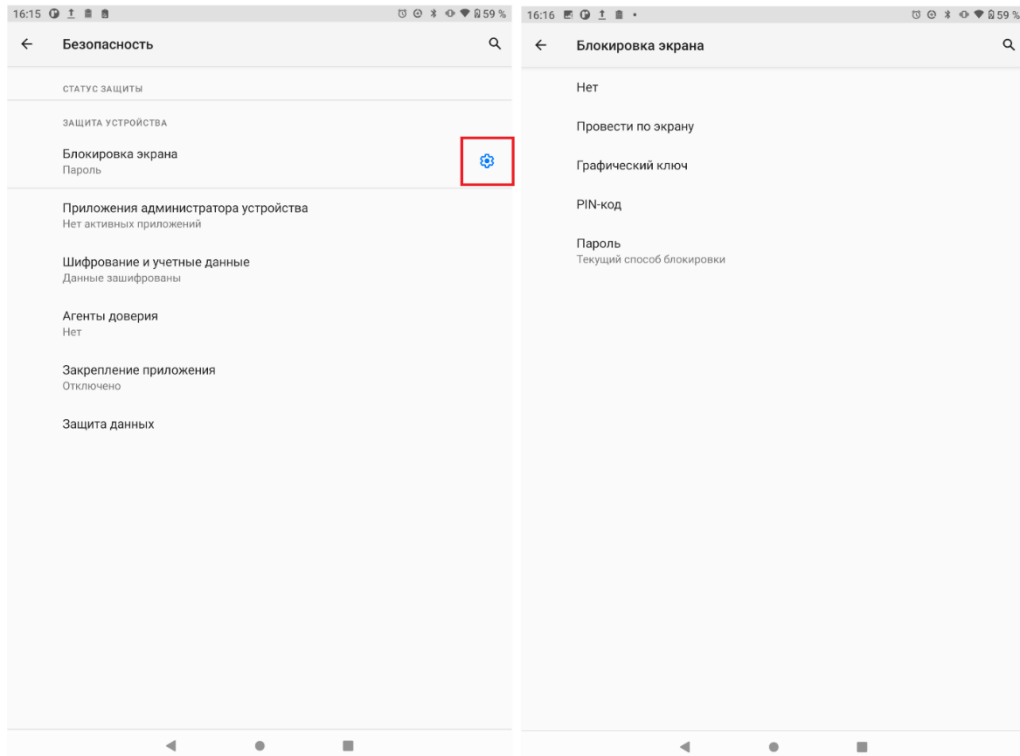 16:15 59 %
Безопасность
СТАТУС ЗАЩИТЫ
ЗАЩИТА УСТРОЙСТВА
Блокировка экрана
Пароль
Приложения администратора устройства
Нет активных приложений
Шифрование и учетные данные
Данные зашифрованы
Агенты доверия
Нет
Закрепление приложения
Отключено
Защита данных
16:16 59 %
Блокировка экрана
Нет
Провести по экрану
Графический ключ
PIN-код
Пароль
Текущий способ блокировки